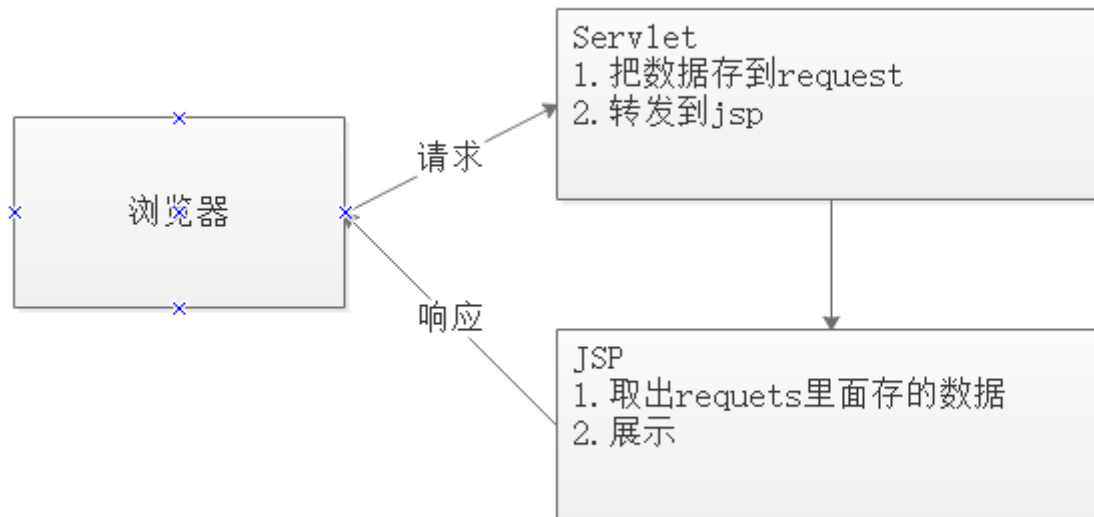 Servlet
1.把数据存到request
2.转发到jsp
请求
浏览器
响应
JSP
1.取出requets里面存的数据
2.展示